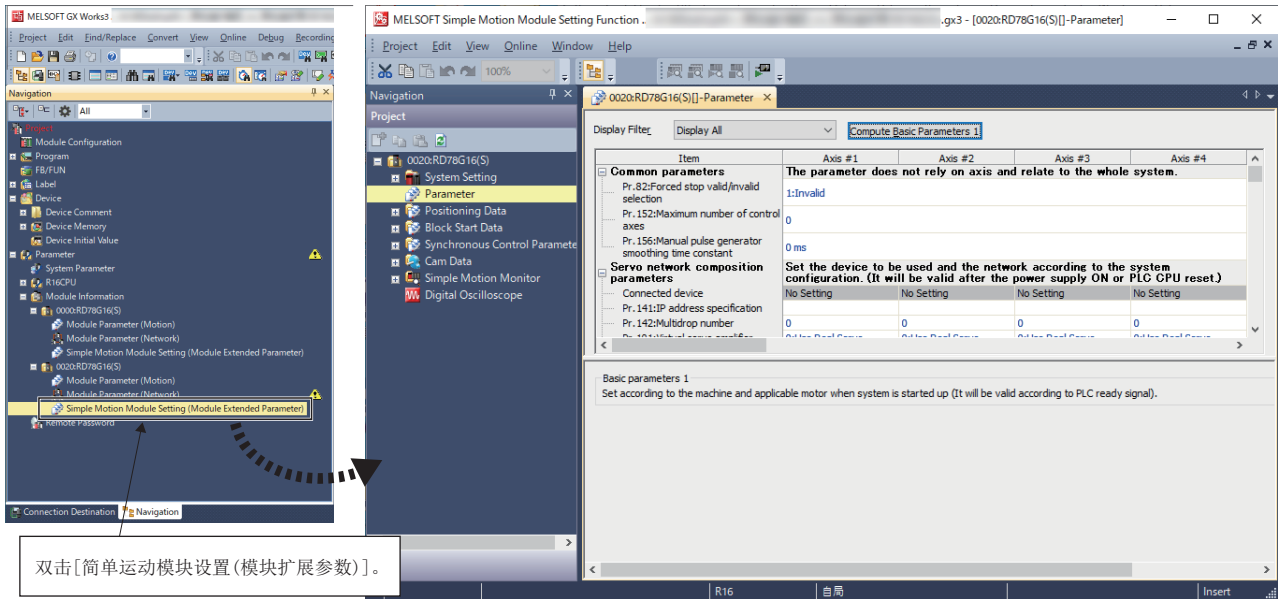 MELSOFT GX Works3
Project Edit Find/Replace Convert View Online Debug Recording
Navigation
All
Project
Module Configuration
Program
FB/FUN
Label
Device
Device Comment
Device Memory
Device Initial Value
Parameter
System Parameter
R16CPU
Module Information
0000:RD78G16(S)
Module Parameter (Motion)
Module Parameter (Network)
Simple Motion Module Setting (Module Extended Parameter)
0020:RD78G16(S)
Module Parameter (Motion)
Module Parameter (Network)
Simple Motion Module Setting (Module Extended Parameter)
Remote Password
Connection Destination Navigation
双击[简单运动模块设置(模块扩展参数)]。
MELSOFT Simple Motion Module Setting Function . .gx3 - [0020:RD78G16(S)[]-Parameter]
Project Edit View Online Window Help
100%
Navigation
Project
0020:RD78G16(S)
System Setting
Parameter
Positioning Data
Block Start Data
Synchronous Control Paramete
Cam Data
Simple Motion Monitor
Digital Oscilloscope
0020:RD78G16(S)[]-Parameter
Display Filter Display All Compute Basic Parameters 1
Item Axis #1 Axis #2 Axis #3 Axis #4
Common parameters The parameter does not rely on axis and relate to the whole system.
Pr.82:Forced stop valid/invalid
selection 1:Invalid
Pr.152:Maximum number of control
axes 0
Pr.156:Manual pulse generator
smoothing time constant 0 ms
Servo network composition Set the device to be used and the network according to the system
parameters configuration. (It will be valid after the power supply ON or PLC CPU reset.)
Connected device No Setting No Setting No Setting No Setting
Pr.141:IP address specification
Pr.142:Multidrop number 0 0 0 0
Basic parameters 1
Set according to the machine and applicable motor when system is started up (It will be valid according to PLC ready signal).
R16 自局 Insert